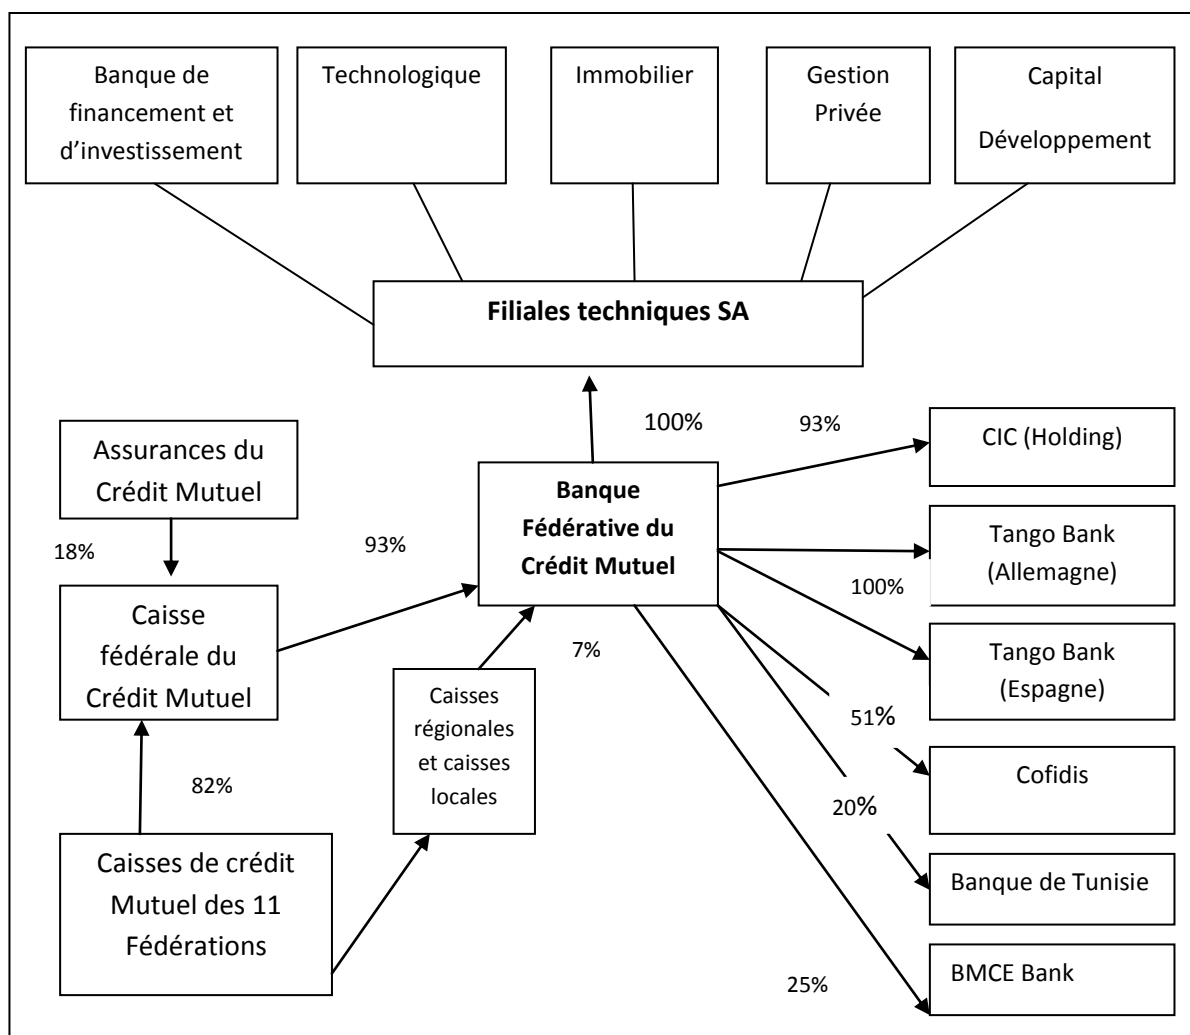 Banque de
financement et
d’investissement
Technologique
Immobilier
Gestion
Privée
Capital
Développement
Filiales techniques SA
100%
93%
CIC (Holding)
Assurances du
Crédit Mutuel
Banque
Fédérative du
Crédit Mutuel
18%
93%
Tango Bank
(Allemagne)
100%
Caisse
fédérale du
Crédit Mutuel
7%
Tango Bank
(Espagne)
Caisses
régionales
et caisses
locales
51%
82%
Cofidis
20%
Caisses de crédit
Mutuel des 11
Fédérations
Banque de Tunisie
25%
BMCE Bank